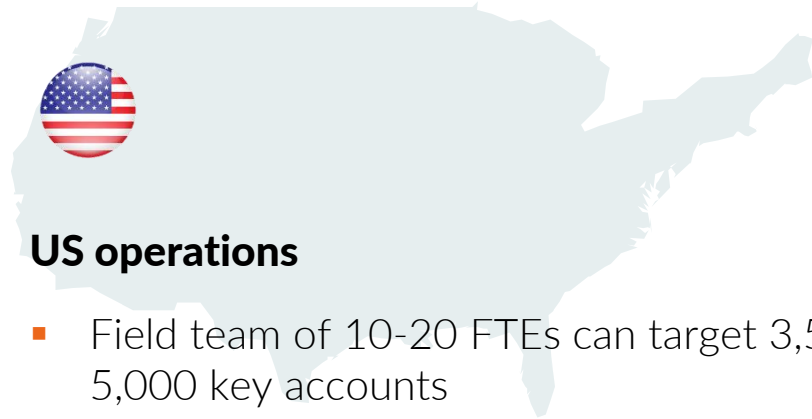 US operations
▪ Field team of 10-20 FTEs can target 3,5
5,000 key accounts